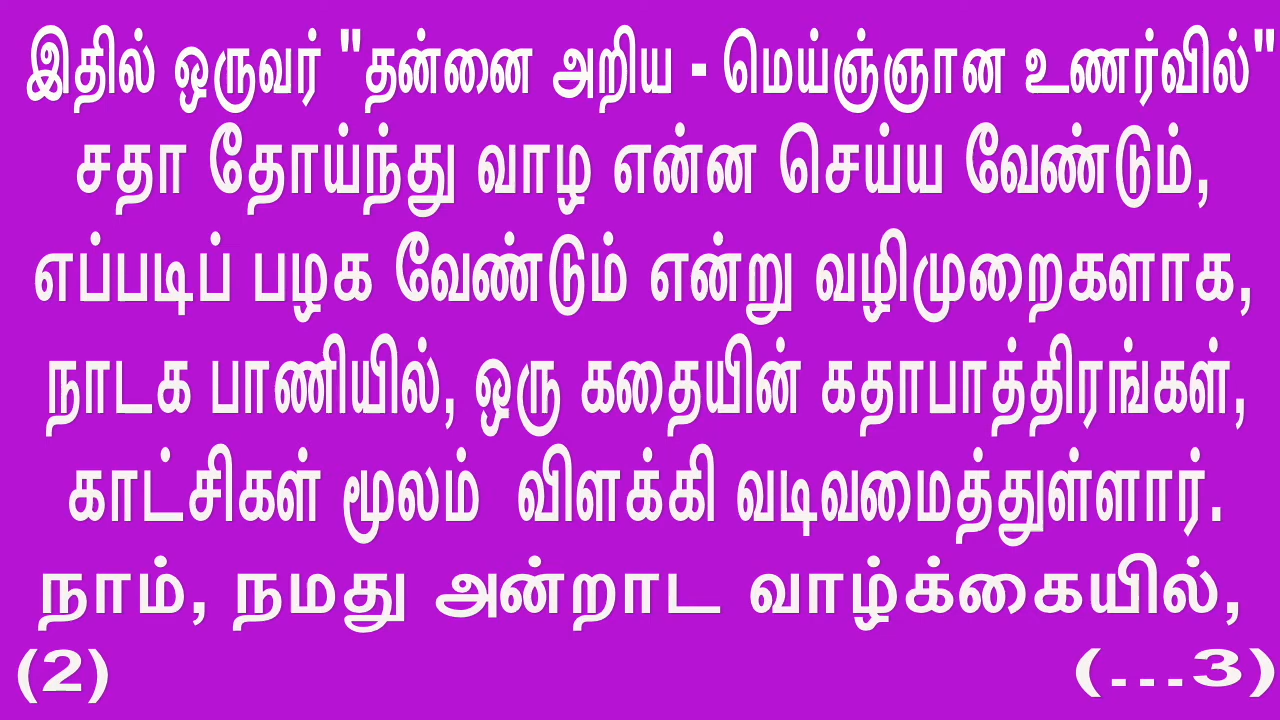 இதில் ஒருவர் "தன்னை அறிய - மெய்ஞ்ஞான உணர்வில்"
சதா தோய்ந்து வாழ என்ன செய்ய வேண்டும்,
எப்படிப் பழக வேண்டும் என்று வழிமுறைகளாக,
நாடக பாணியில், ஒரு கதையின் கதாபாத்திரங்கள்,
காட்சிகள் மூலம் விளக்கி வடிவமைத்துள்ளார்.
நாம், நமது அன்றாட வாழ்க்கையில்,
(2) (...3)